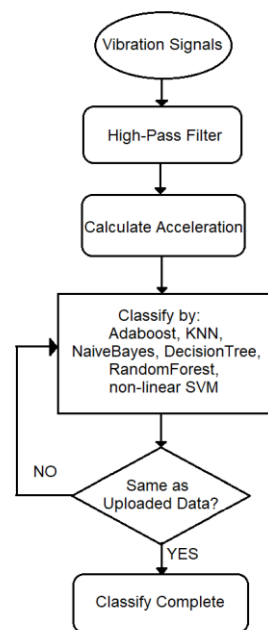 Vibration Signals
High-Pass Filter
Calculate Acceleration
Classify by:
Adaboost, KNN,
NaiveBayes, DecisionTree,
RandomForest,
non-linear SVM
NO
Same as
Uploaded Data?
YES
Classify Complete